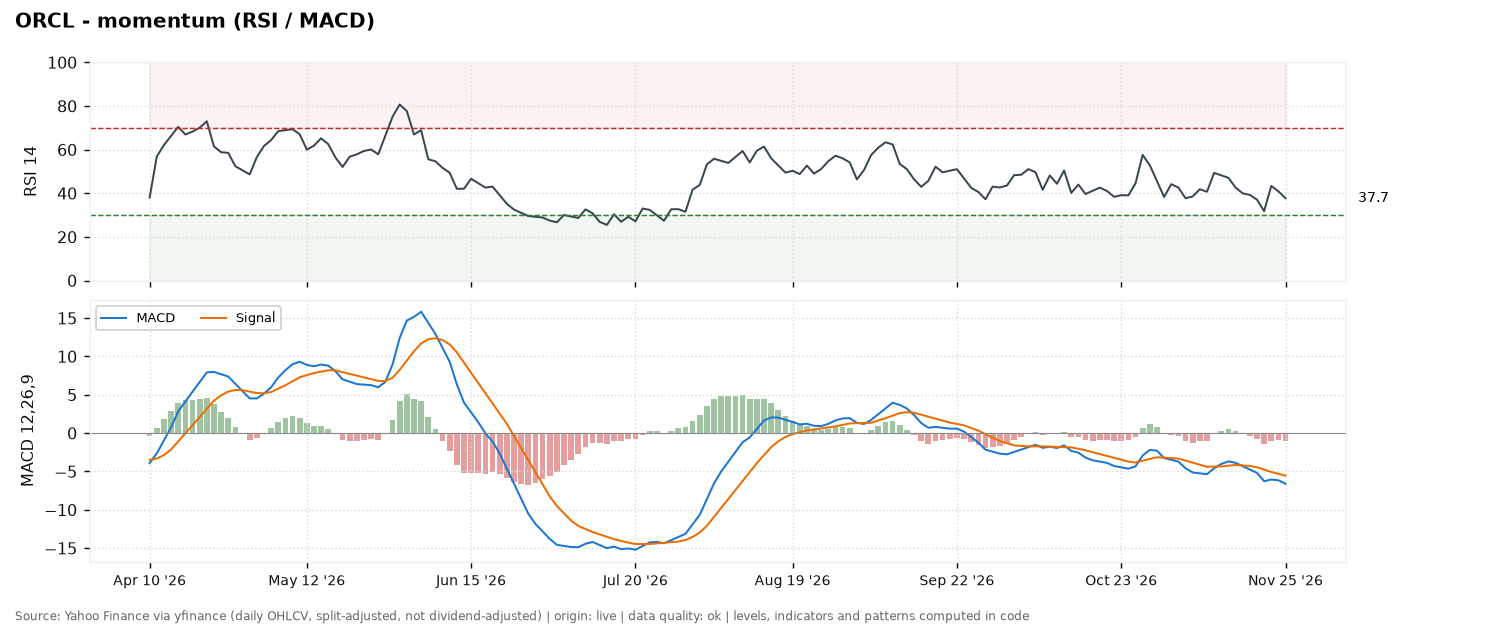 ORCL - momentum (RSI / MACD)
100
80
60
40
20
0
RSI 14
37.7
MACD
Signal
15
10
5
0
−5
−10
−15
MACD 12,26,9
Apr 10 '26
May 12 '26
Jun 15 '26
Jul 20 '26
Aug 19 '26
Sep 22 '26
Oct 23 '26
Nov 25 '26
Source: Yahoo Finance via yfinance (daily OHLCV, split-adjusted, not dividend-adjusted) | origin: live | data quality: ok | levels, indicators and patterns computed in code